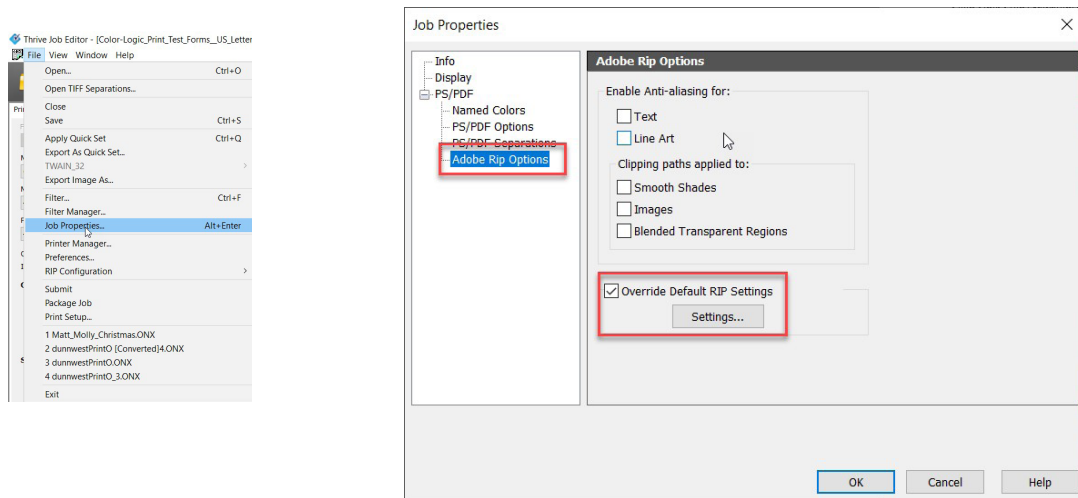 Thrive Job Editor - [Color-Logic_Print_Test_Forms__US_Letter
File View Window Help
Open... Ctrl+O
Open TIFF Separations...
Close
Save Ctrl+S
Apply Quick Set Ctrl+Q
Export As Quick Set...
TWAIN_32
Export Image As...
Filter... Ctrl+F
Filter Manager...
Job Properties... Alt+Enter
Printer Manager...
Preferences...
RIP Configuration
Submit
Package Job
Print Setup...
1 Matt_Molly_Christmas.ONX
2 dunnwestPrintO [Converted]4.ONX
3 dunnwestPrintO.ONX
4 dunnwestPrintO_3.ONX
Exit
Pri
Job Properties
Info
Display
PS/PDF
Named Colors
PS/PDF Options
PS/PDF Separations
Adobe Rip Options
Adobe Rip Options
Enable Anti-aliasing for:
Text
Line Art
Clipping paths applied to:
Smooth Shades
Images
Blended Transparent Regions
Override Default RIP Settings
Settings...
OK Cancel Help